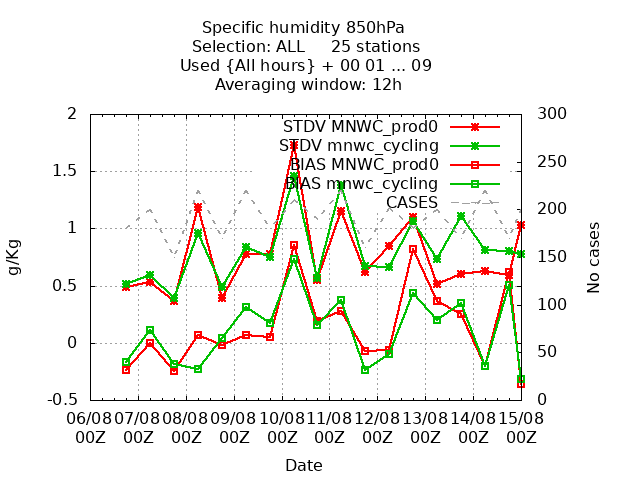 Specific humidity 850hPa
Selection: ALL 25 stations
Used {All hours} + 00 01 ... 09
Averaging window: 12h
2
1.5
1
0.5
0
-0.5
g/Kg
300
250
200
150
100
50
0
No cases
STDV MNWC_prod0
STDV mnwc_cycling
BIAS MNWC_prod0
BIAS mnwc_cycling
CASES
06/08 07/08 08/08 09/08 10/08 11/08 12/08 13/08 14/08 15/08
00Z 00Z 00Z 00Z 00Z 00Z 00Z 00Z 00Z 00Z
Date